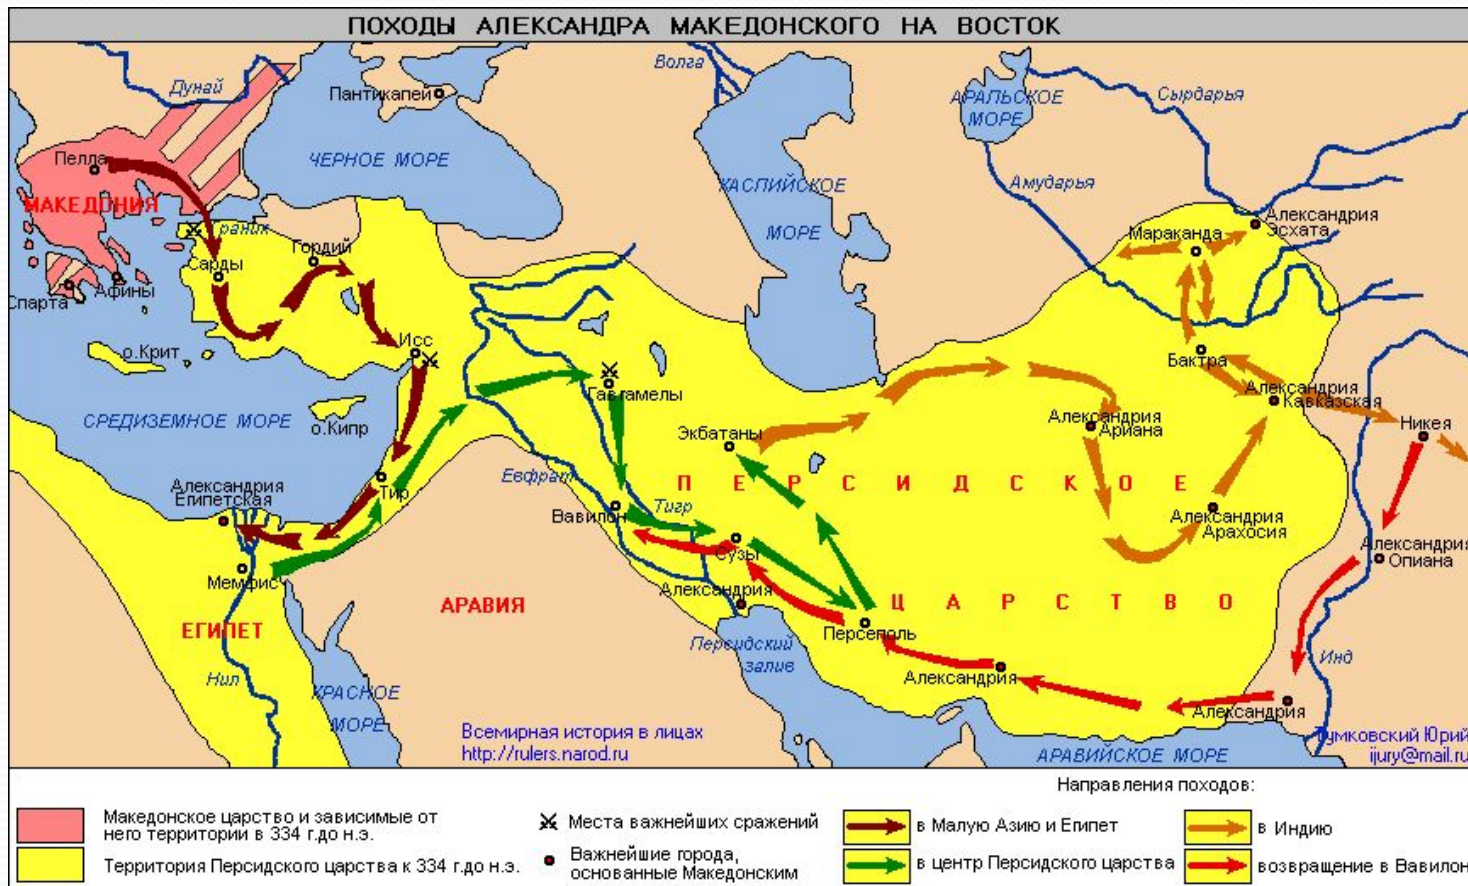 ПОХОДЫ АЛЕКСАНДРА МАКЕДОНСКОГО НА ВОСТОК
Дунай
Пантикапей
Волга
АРАЛЬСКОЕ
МОРЕ
Сырдарья
Пелла
ЧЕРНОЕ МОРЕ
КАСПИЙСКОЕ
МОРЕ
Амударья
МАКЕДОНИЯ
Граник
Гордий
Сарды
Спарта
Афины
Мараканда
Александрия
Эсхата
о.Крит
Исс
Бактра
СРЕДИЗЕМНОЕ МОРЕ
о.Кипр
Гавгамелы
Экбатаны
Александрия
Ариана
Александрия
Кавказская
Никея
Александрия
Египетская
Тир
Евфрат
Вавилон
Тигр
П Е Р С И Д С К О Е
Александрия
Арахосия
Сузы
Мемфис
Александрия
Александрия
Опиана
АРАВИЯ
Ц А Р С Т В О
ЕГИПЕТ
Персеполь
Персидский
залив
Нил
КРАСНОЕ
МОРЕ
Александрия
Инд
Александрия
Всемирная история в лицах
http://rulers.narod.ru
АРАВИЙСКОЕ МОРЕ
Тумковский Юрий
ijury@mail.ru
Направления походов:
Македонское царство и зависимые от
него территории в 334 г.до н.э.
Места важнейших сражений
в Малую Азию и Египет
в Индию
Территория Персидского царства к 334 г.до н.э.
Важнейшие города,
основанные Македонским
в центр Персидского царства
возвращение в Вавилон